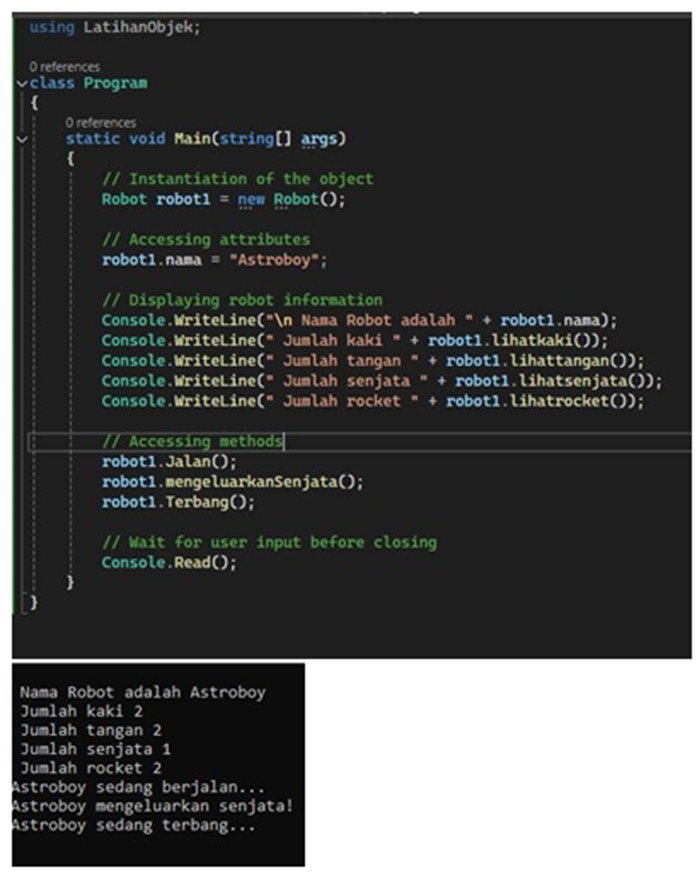 using LatihanObjek;
0 references
class Program
{
0 references
static void Main(string[] args)
{
// Instantiation of the object
Robot robot1 = new Robot();
// Accessing attributes
robot1.nama = "Astroboy";
// Displaying robot information
Console.WriteLine("\n Nama Robot adalah " + robot1.nama);
Console.WriteLine(" Jumlah kaki " + robot1.lihatkaki());
Console.WriteLine(" Jumlah tangan " + robot1.lihattangan());
Console.WriteLine(" Jumlah senjata " + robot1.lihatsenjata());
Console.WriteLine(" Jumlah rocket " + robot1.lihatrocket());
// Accessing methods
robot1.Jalan();
robot1.mengeluarkanSenjata();
robot1.Terbang();
// Wait for user input before closing
Console.Read();
}
}
Nama Robot adalah Astroboy
Jumlah kaki 2
Jumlah tangan 2
Jumlah senjata 1
Jumlah rocket 2
Astroboy sedang berjalan...
Astroboy mengeluarkan senjata!
Astroboy sedang terbang...